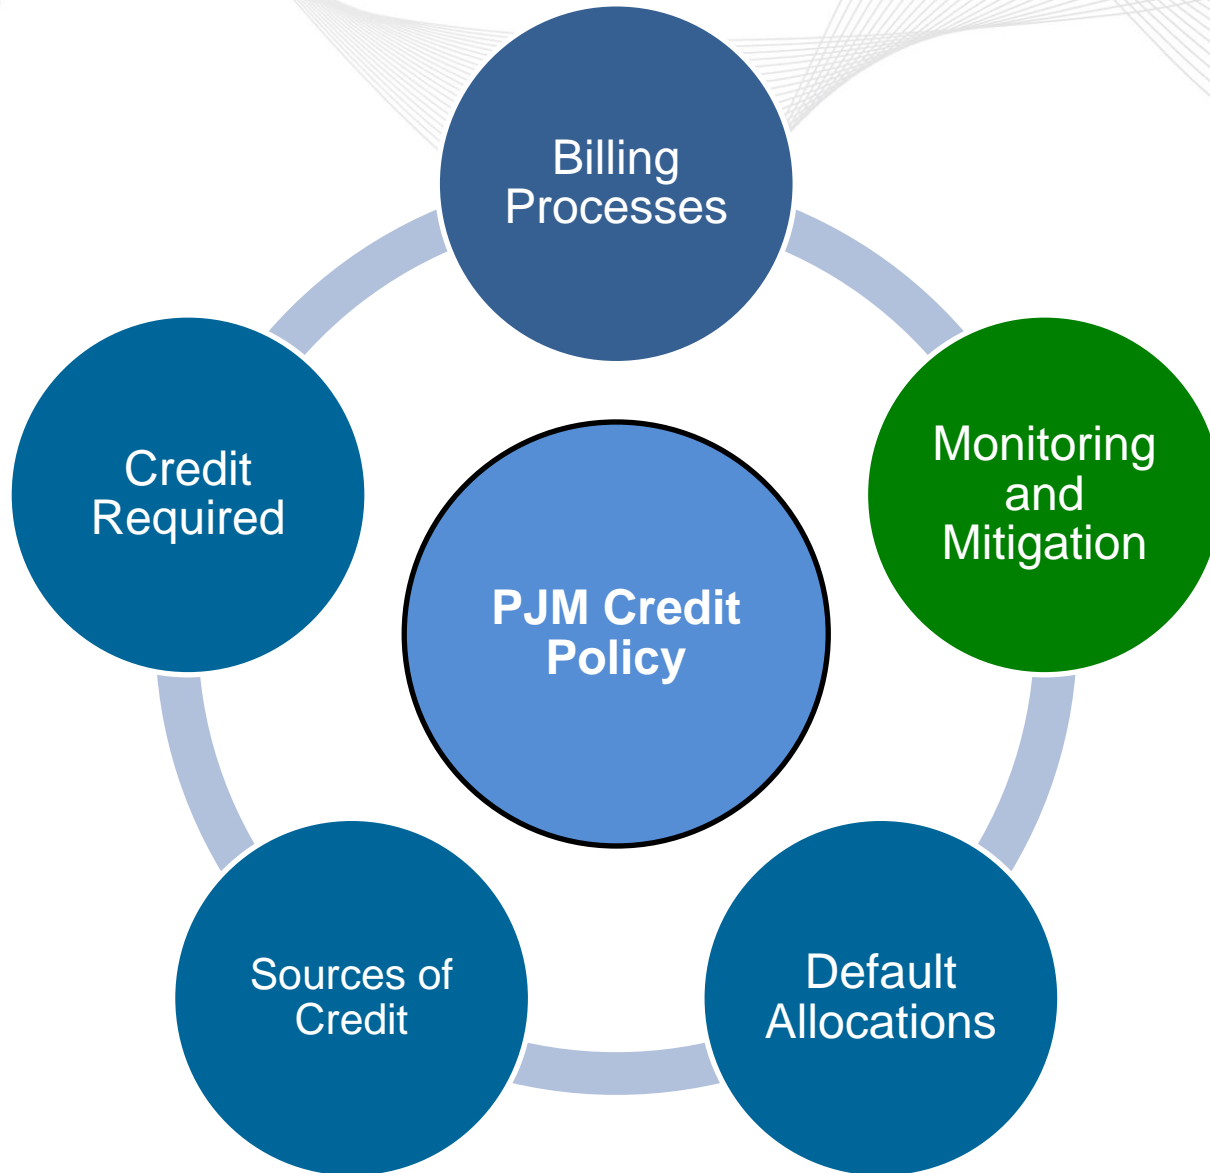 Billing
Processes
Monitoring
and
Mitigation
Credit
Required
PJM Credit
Policy
Sources of
Credit
Default
Allocations